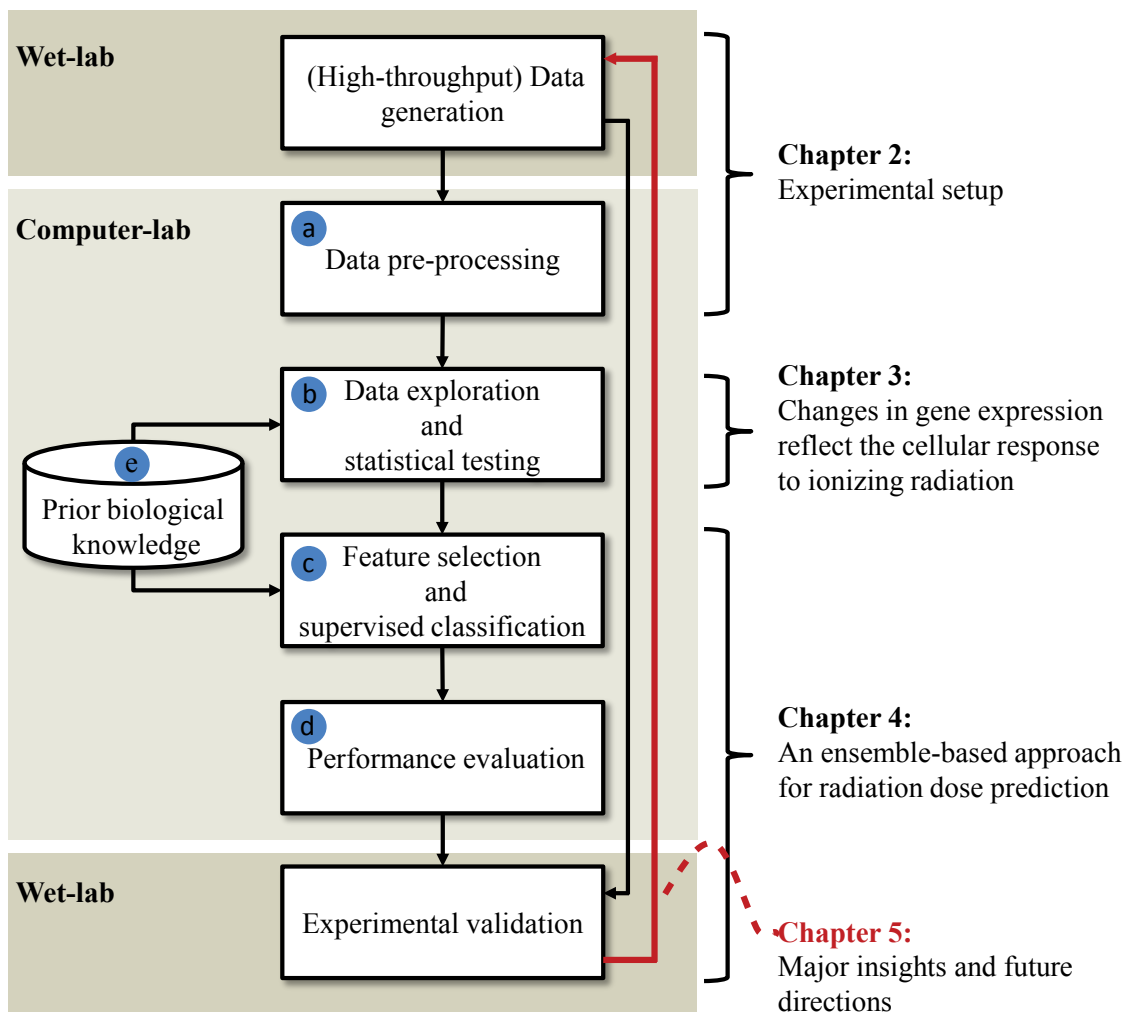 Wet-lab
(High-throughput) Data
generation
Chapter 2:
Experimental setup
Computer-lab
a
Data pre-processing
b
Data exploration
and
statistical testing
Chapter 3:
Changes in gene expression
reflect the cellular response
to ionizing radiation
e
Prior biological
knowledge
c
Feature selection
and
supervised classification
d
Performance evaluation
Chapter 4:
An ensemble-based approach
for radiation dose prediction
Wet-lab
Experimental validation
Chapter 5:
Major insights and future
directions